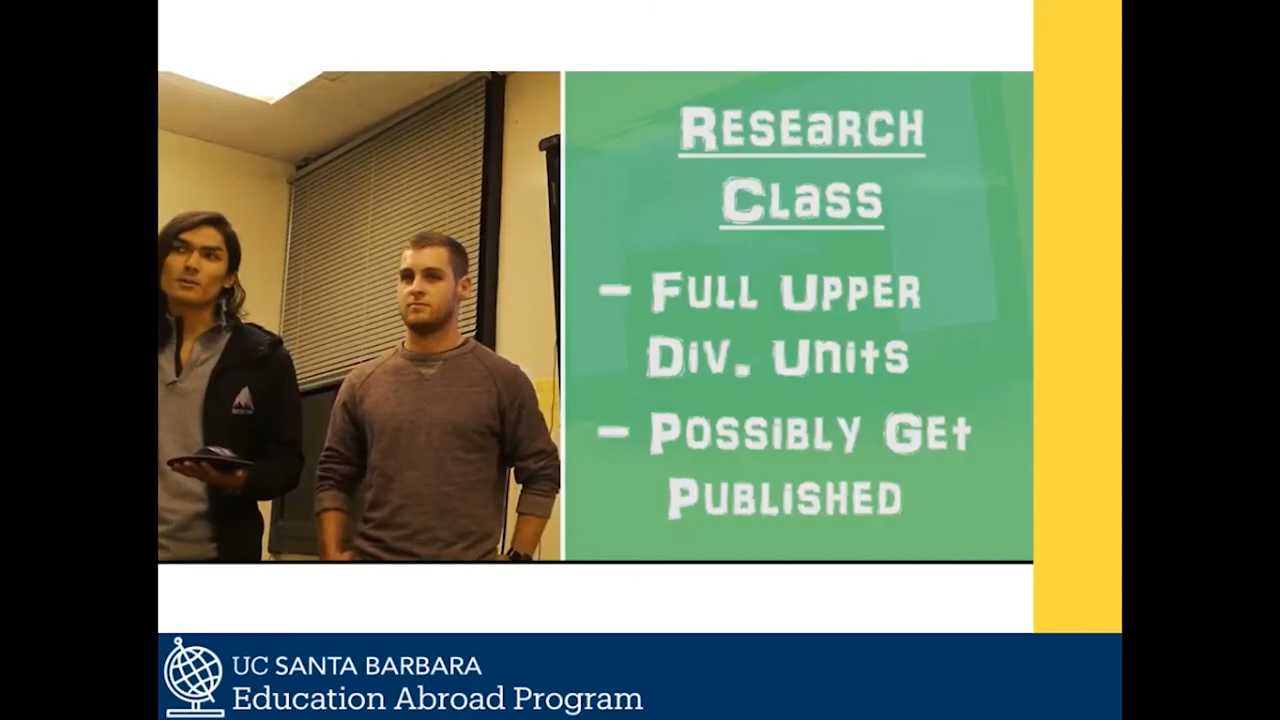 Research
Class
- Full Upper
Div. Units
- Possibly Get
Published
UC SANTA BARBARA
Education Abroad Program